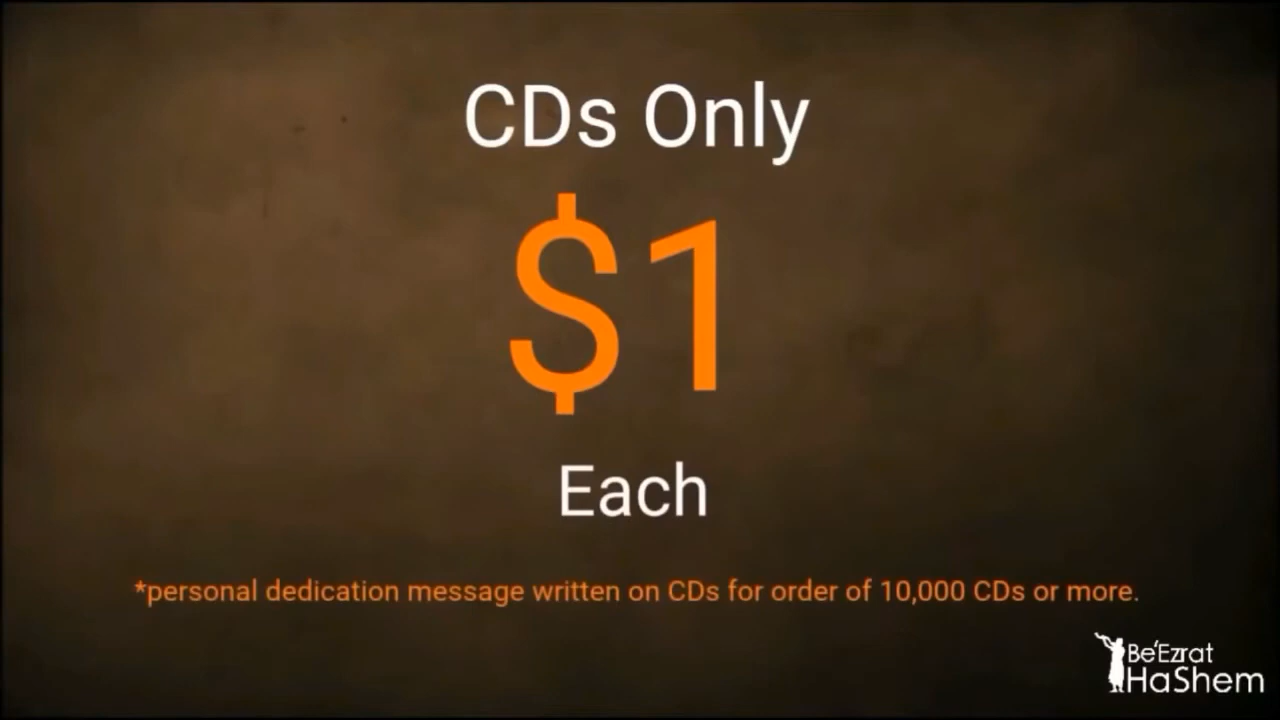 CDs Only
$1
Each
*personal dedication message written on CDs for order of 10,000 CDs or more.
Be'Ezrat
HaShem